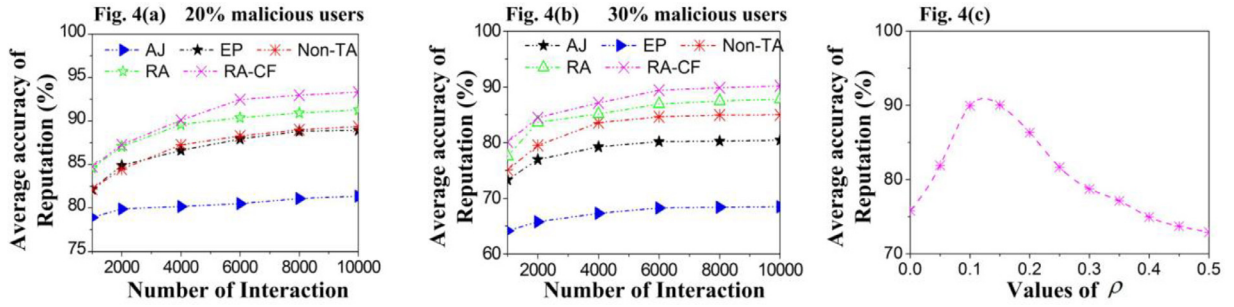 Fig. 4(a) 20% malicious users
AJ EP Non-TA
RA RA-CF
100
95
90
85
80
75
2000 4000 6000 8000 10000
Average accuracy of
Reputation (%)
Number of Interaction
Fig. 4(b) 30% malicious users
AJ EP Non-TA
RA RA-CF
100
90
80
70
60
2000 4000 6000 8000 10000
Average accuracy of
Reputation (%)
Number of Interaction
Fig. 4(c)
100
90
80
70
0.0 0.1 0.2 0.3 0.4 0.5
Average accuracy of
Reputation (%)
Values of ρ